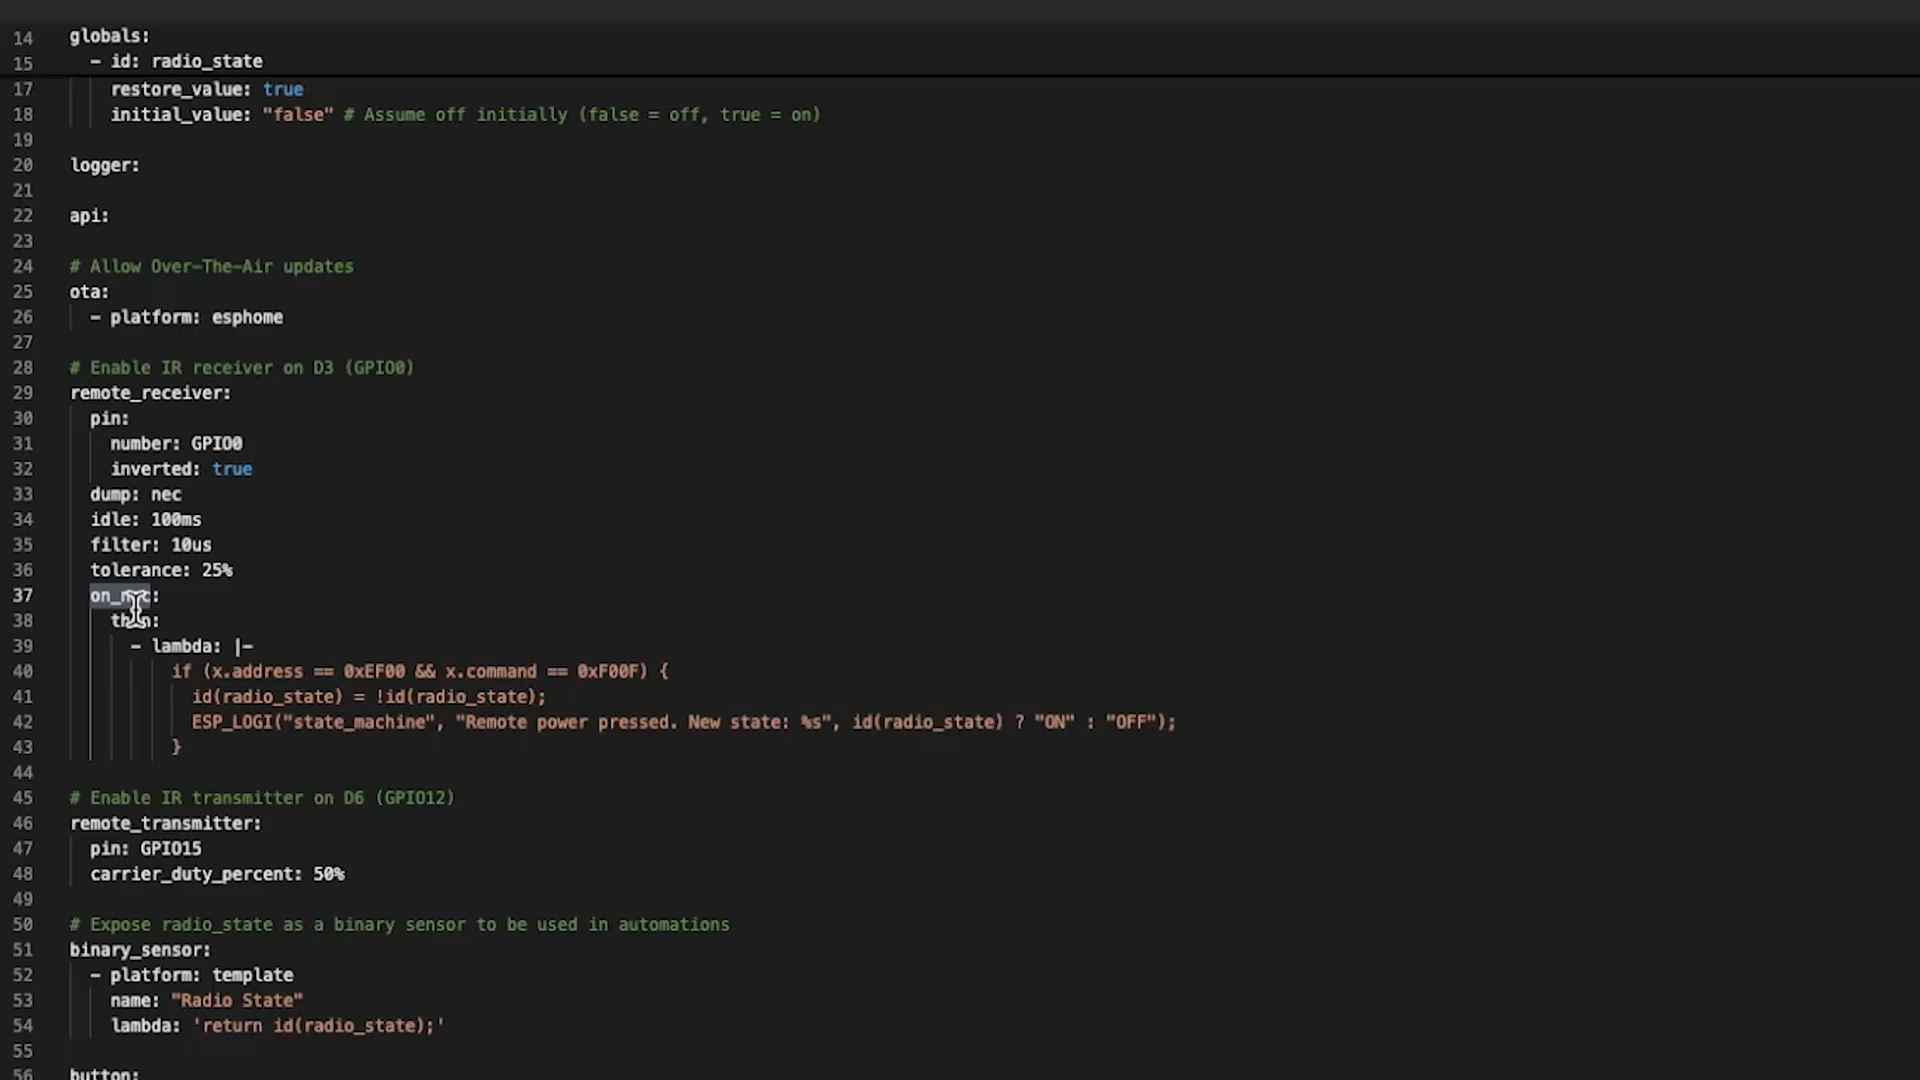 14 globals:
15 - id: radio_state
17 restore_value: true
18 initial_value: "false" # Assume off initially (false = off, true = on)
19
20 logger:
21
22 api:
23
24 # Allow Over-The-Air updates
25 ota:
26 - platform: esphome
27
28 # Enable IR receiver on D3 (GPIO0)
29 remote_receiver:
30 pin:
31 number: GPIO0
32 inverted: true
33 dump: nec
34 idle: 100ms
35 filter: 10us
36 tolerance: 25%
37 on_nec:
38 then:
39 - lambda: |-
40 if (x.address == 0xEF00 && x.command == 0xF00F) {
41 id(radio_state) = !id(radio_state);
42 ESP_LOGI("state_machine", "Remote power pressed. New state: %s", id(radio_state) ? "ON" : "OFF");
43 }
44
45 # Enable IR transmitter on D6 (GPIO12)
46 remote_transmitter:
47 pin: GPIO15
48 carrier_duty_percent: 50%
49
50 # Expose radio_state as a binary sensor to be used in automations
51 binary_sensor:
52 - platform: template
53 name: "Radio State"
54 lambda: 'return id(radio_state);'
55
56 button: